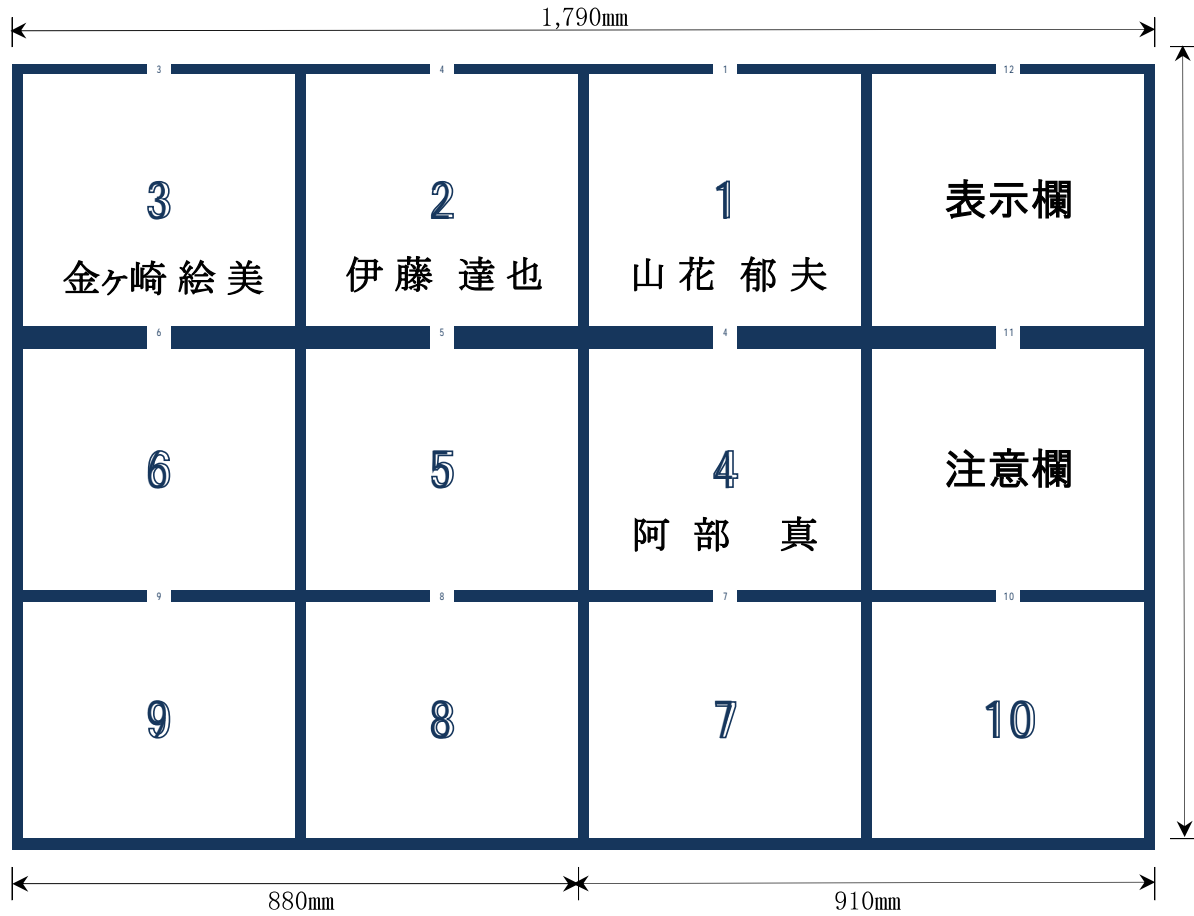 1,790mm
3 4 1 12
3 2 1 表示欄
金ヶ崎絵美 伊藤 達也 山花 郁夫
6 5 4 11
6 5 4 注意欄
阿部 真
9 8 7 10
9 8 7 10
880mm 910mm